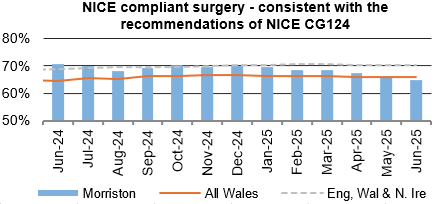 NICE compliant surgery - consistent with the
recommendations of NICE CG124
80%
70%
60%
50%
Jun-24
Jul-24
Aug-24
Sep-24
Oct-24
Nov-24
Dec-24
Jan-25
Feb-25
Mar-25
Apr-25
May-25
Jun-25
Morriston
All Wales
Eng, Wal & N. Ire